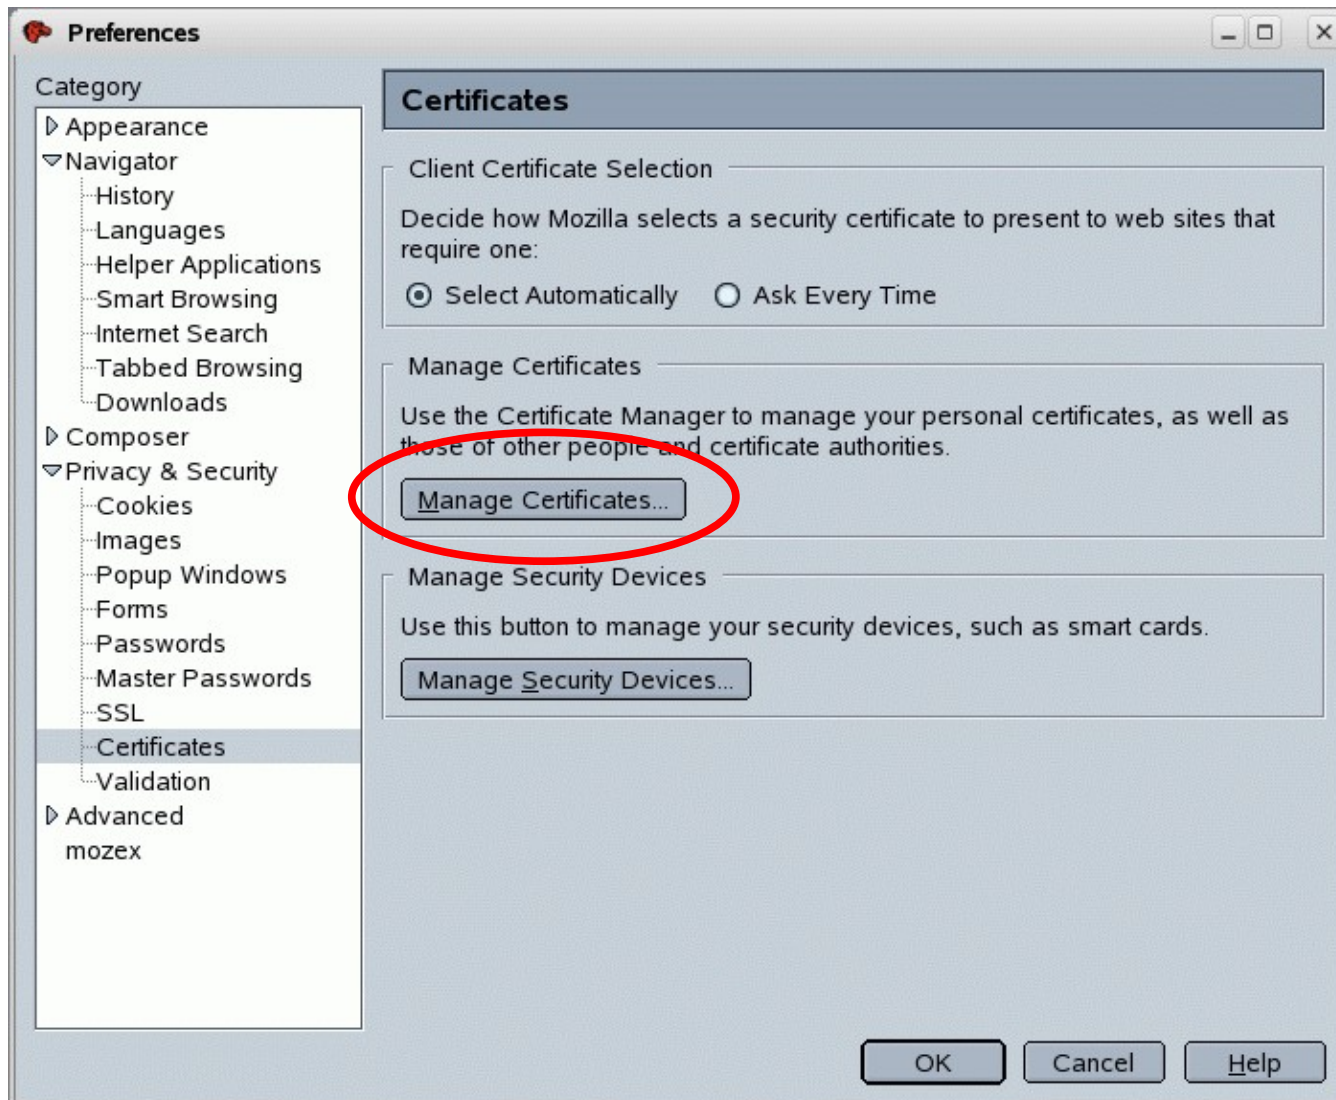 Preferences
Category
Appearance
Navigator
History
Languages
Helper Applications
Smart Browsing
Internet Search
Tabbed Browsing
Downloads
Composer
Privacy & Security
Cookies
Images
Popup Windows
Forms
Passwords
Master Passwords
SSL
Certificates
Validation
Advanced
mozex
Certificates
Client Certificate Selection
Decide how Mozilla selects a security certificate to present to web sites that
require one:
Select Automatically
Ask Every Time
Manage Certificates
Use the Certificate Manager to manage your personal certificates, as well as
those of other people and certificate authorities.
Manage Certificates...
Manage Security Devices
Use this button to manage your security devices, such as smart cards.
Manage Security Devices...
OK
Cancel
Help